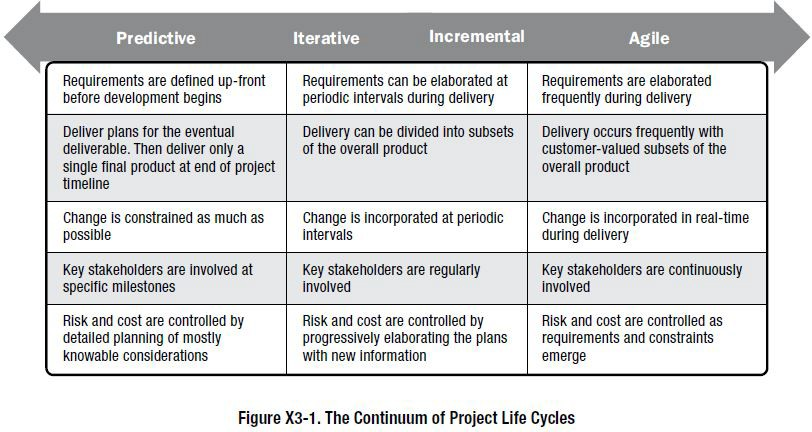 Predictive Iterative Incremental Agile
Requirements are defined up-front
before development begins
Requirements can be elaborated at
periodic intervals during delivery
Requirements are elaborated
frequently during delivery
Deliver plans for the eventual
deliverable. Then deliver only a
single final product at end of project
timeline
Delivery can be divided into subsets
of the overall product
Delivery occurs frequently with
customer-valued subsets of the
overall product
Change is constrained as much as
possible
Change is incorporated at periodic
intervals
Change is incorporated in real-time
during delivery
Key stakeholders are involved at
specific milestones
Key stakeholders are regularly
involved
Key stakeholders are continuously
involved
Risk and cost are controlled by
detailed planning of mostly
knowable considerations
Risk and cost are controlled by
progressively elaborating the plans
with new information
Risk and cost are controlled as
requirements and constraints
emerge
Figure X3-1. The Continuum of Project Life Cycles